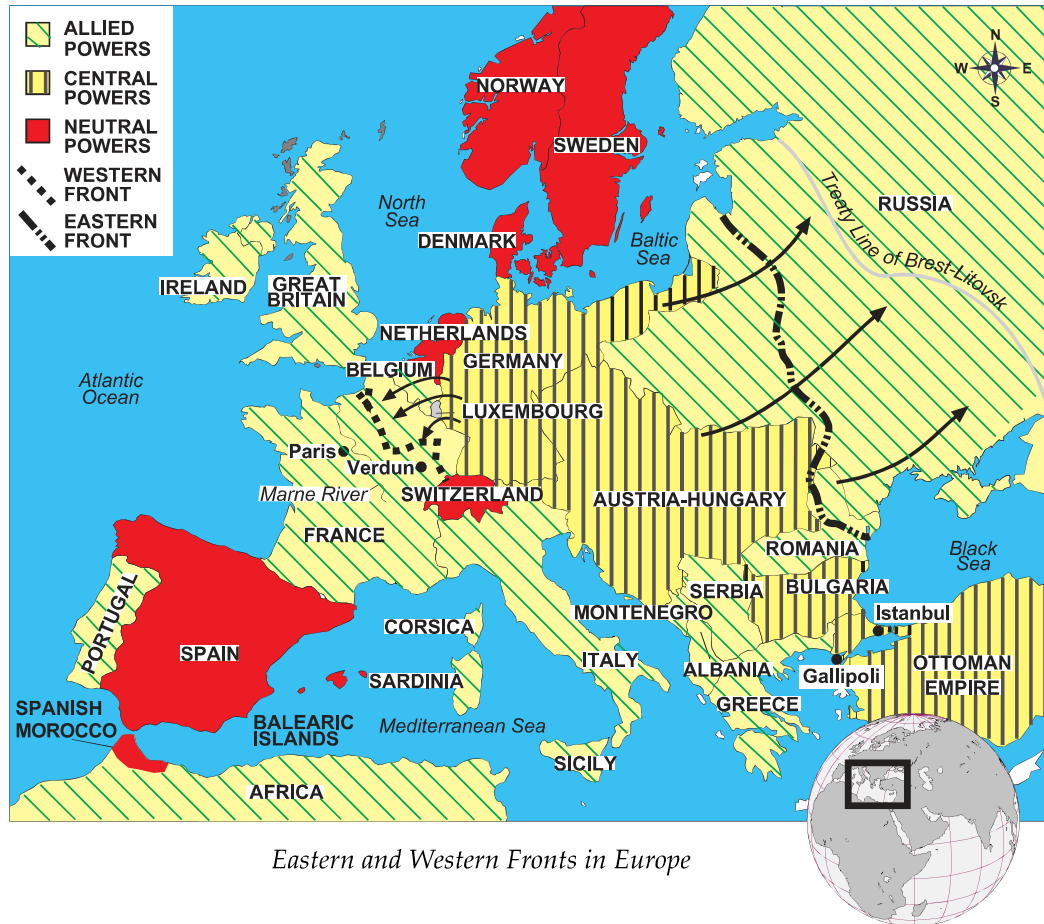 ALLIED
POWERS
CENTRAL
POWERS
NEUTRAL
POWERS
WESTERN
FRONT
EASTERN
FRONT
N
W
E
S
NORWAY
SWEDEN
RUSSIA
Treaty Line of Brest-Litovsk
North
Sea
DENMARK
Baltic
Sea
IRELAND
GREAT
BRITAIN
NETHERLANDS
GERMANY
BELGIUM
Atlantic
Ocean
LUXEMBOURG
Paris
Verdun
Marne River
SWITZERLAND
AUSTRIA-HUNGARY
FRANCE
ROMANIA
Black
Sea
SERBIA
BULGARIA
MONTENEGRO
Istanbul
PORTUGAL
CORSICA
SPAIN
ITALY
ALBANIA
Gallipoli
OTTOMAN
EMPIRE
SARDINIA
GREECE
SPANISH
MOROCCO
BALEARIC
ISLANDS
Mediterranean Sea
SICILY
AFRICA
Eastern and Western Fronts in Europe